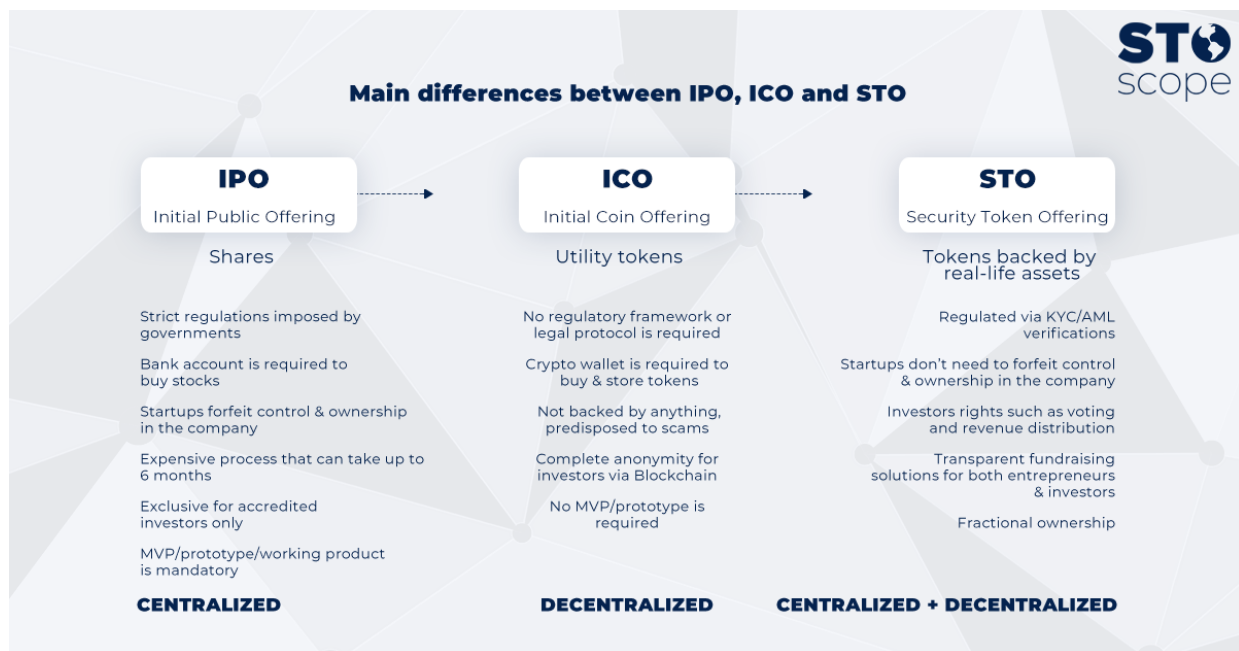 STO
scope
Main differences between IPO, ICO and STO
IPO
Initial Public Offering
Shares
Strict regulations imposed by
governments
Bank account is required to
buy stocks
Startups forfeit control & ownership
in the company
Expensive process that can take up to
6 months
Exclusive for accredited
investors only
MVP/prototype/working product
is mandatory
CENTRALIZED
ICO
Initial Coin Offering
Utility tokens
No regulatory framework or
legal protocol is required
Crypto wallet is required to
buy & store tokens
Not backed by anything,
predisposed to scams
Complete anonymity for
investors via Blockchain
No MVP/prototype is
required
DECENTRALIZED
STO
Security Token Offering
Tokens backed by
real-life assets
Regulated via KYC/AML
verifications
Startups don’t need to forfeit control
& ownership in the company
Investors rights such as voting
and revenue distribution
Transparent fundraising
solutions for both entrepreneurs
& investors
Fractional ownership
CENTRALIZED + DECENTRALIZED